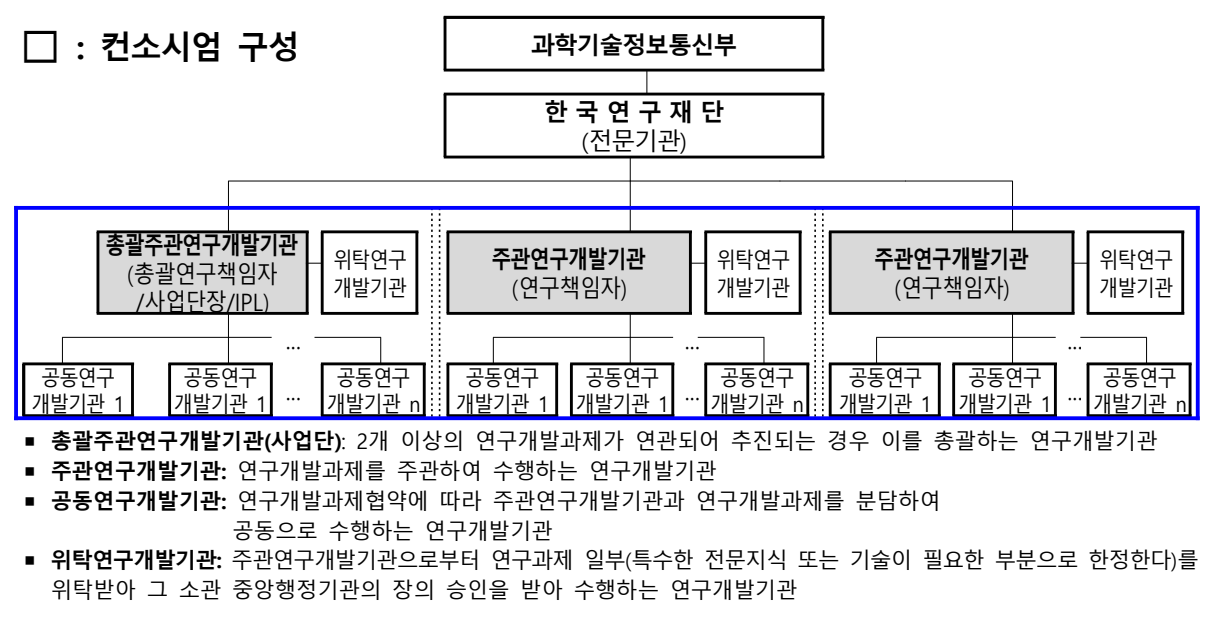 □ : 컨소시엄 구성
과학기술정보통신부
한 국 연 구 재 단
(전문기관)
총괄주관연구개발기관
(총괄연구책임자
/사업단장/IPL)
위탁연구
개발기관
주관연구개발기관
(연구책임자)
위탁연구
개발기관
주관연구개발기관
(연구책임자)
위탁연구
개발기관
...
...
...
공동연구
개발기관 1
공동연구
개발기관 1
...
공동연구
개발기관 n
공동연구
개발기관 1
공동연구
개발기관 1
...
공동연구
개발기관 n
공동연구
개발기관 1
공동연구
개발기관 1
...
공동연구
개발기관 n
▪ 총괄주관연구개발기관(사업단): 2개 이상의 연구개발과제가 연관되어 추진되는 경우 이를 총괄하는 연구개발기관
▪ 주관연구개발기관: 연구개발과제를 주관하여 수행하는 연구개발기관
▪ 공동연구개발기관: 연구개발과제협약에 따라 주관연구개발기관과 연구개발과제를 분담하여
공동으로 수행하는 연구개발기관
▪ 위탁연구개발기관: 주관연구개발기관으로부터 연구과제 일부(특수한 전문지식 또는 기술이 필요한 부분으로 한정한다)를
위탁받아 그 소관 중앙행정기관의 장의 승인을 받아 수행하는 연구개발기관